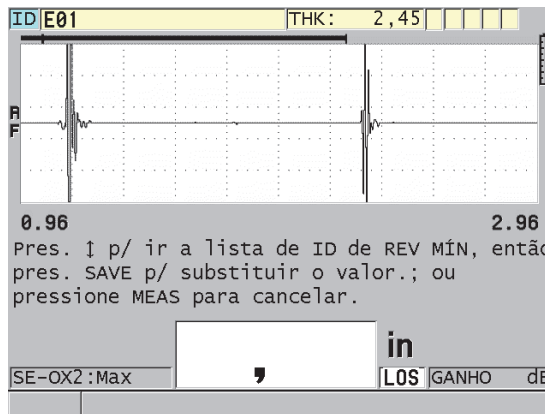 ID E01 THK: 2,45
R
F
0.96 2.96
Pres. ↕ p/ ir a lista de ID de REV MÍN, então
pres. SAVE p/ substituir o valor.; ou
pressione MEAS para cancelar.
, in
SE-OX2:Max LOS GANHO dB